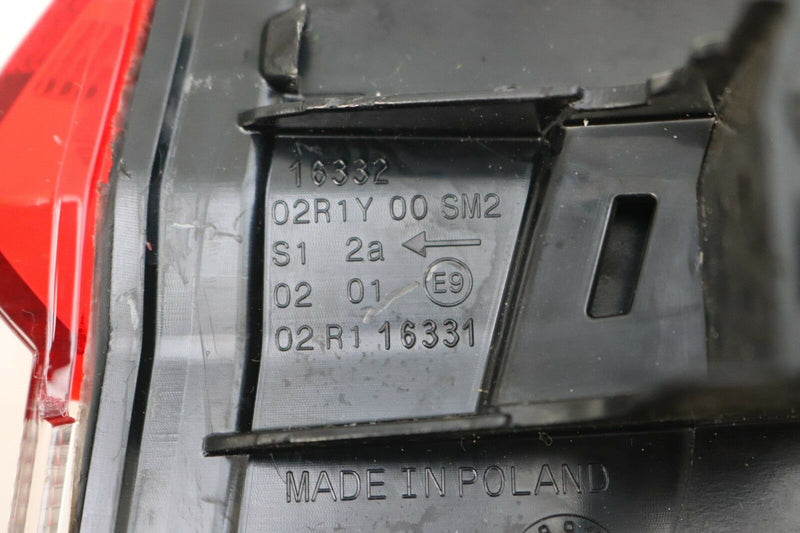 16332
02R1Y 00 SM2
S1 2a ←
02 01 E9
02 R1 16331
MADE IN POLAND